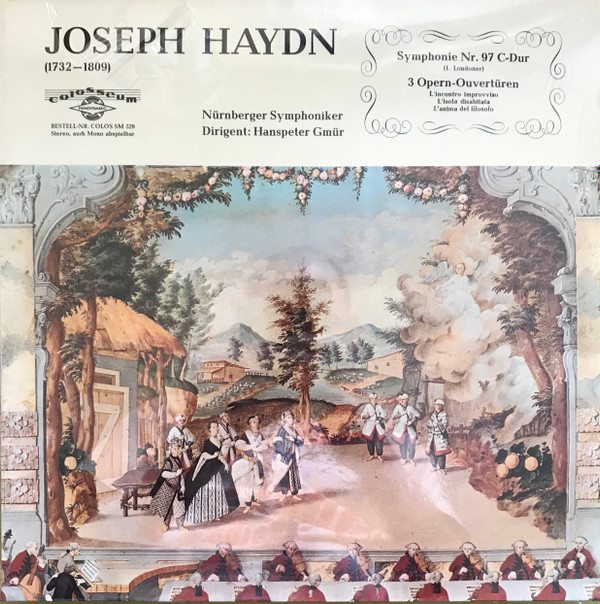 JOSEPH HAYDN
(1732—1809)
colosseum
BESTELL-NR. COLOS SM 529
Stereo, auch Mono abspielbar
Nürnberger Symphoniker
Dirigent: Hanspeter Gmür
Symphonie Nr. 97 C-Dur
(1. Londoner)
3 Opern-Ouvertüren
L'incontro improvviso
L'isola disabitata
L'anima del filosofo